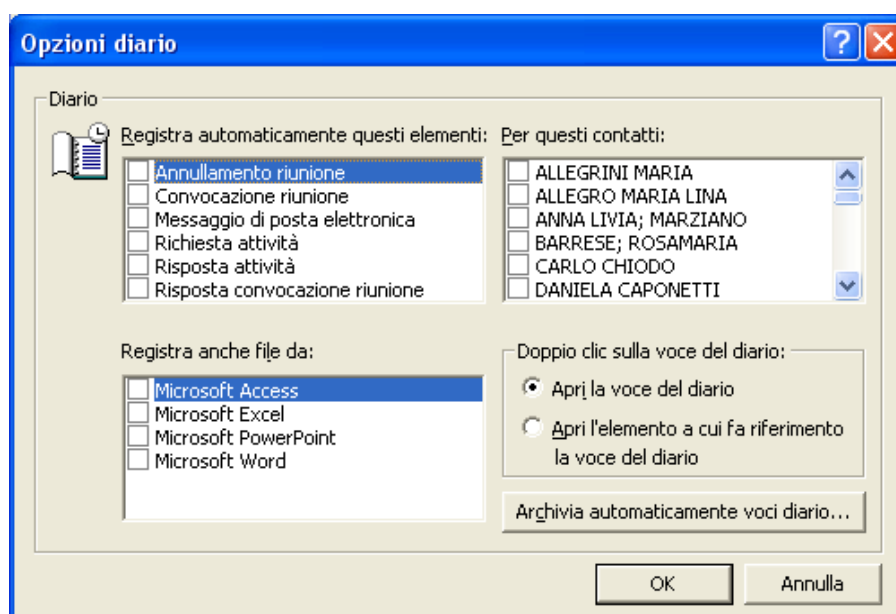 Opzioni diario
Diario
Registra automaticamente questi elementi:
Annullamento riunione
Convocazione riunione
Messaggio di posta elettronica
Richiesta attività
Risposta attività
Risposta convocazione riunione
Per questi contatti:
ALLEGRINI MARIA
ALLEGRO MARIA LINA
ANNA LIVIA; MARZIANO
BARRESE; ROSAMARIA
CARLO CHIODO
DANIELA CAPONETTI
Registra anche file da:
Microsoft Access
Microsoft Excel
Microsoft PowerPoint
Microsoft Word
Doppio clic sulla voce del diario:
Apri la voce del diario
Apri l'elemento a cui fa riferimento
la voce del diario
Archivia automaticamente voci diario...
OK
Annulla